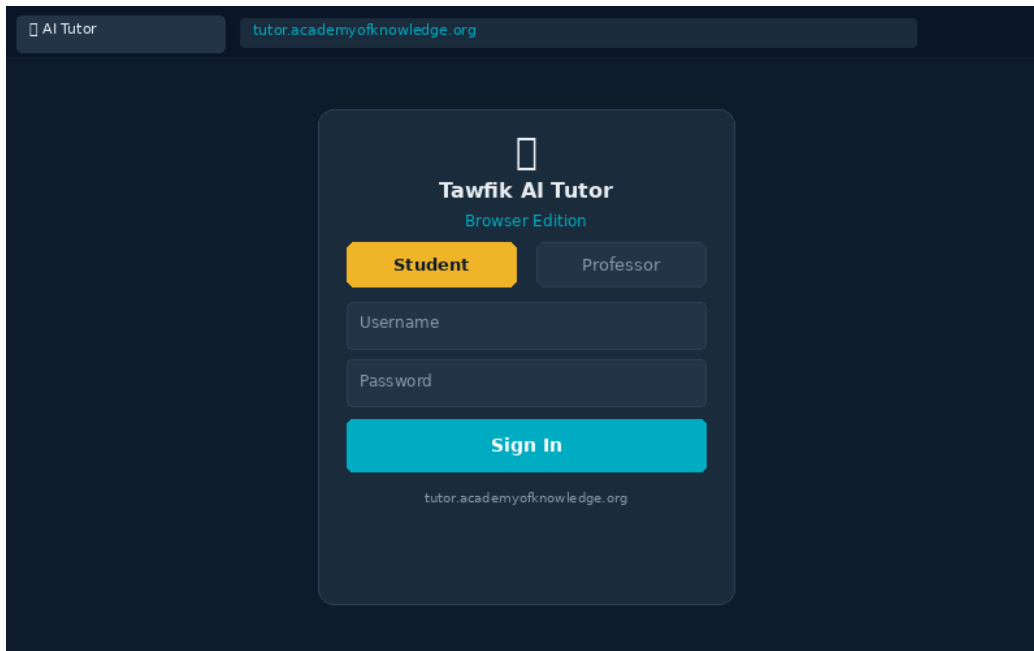 AI Tutor
tutor.academyofknowledge.org
Tawfik AI Tutor
Browser Edition
Student
Professor
Username
Password
Sign In
tutor.academyofknowledge.org